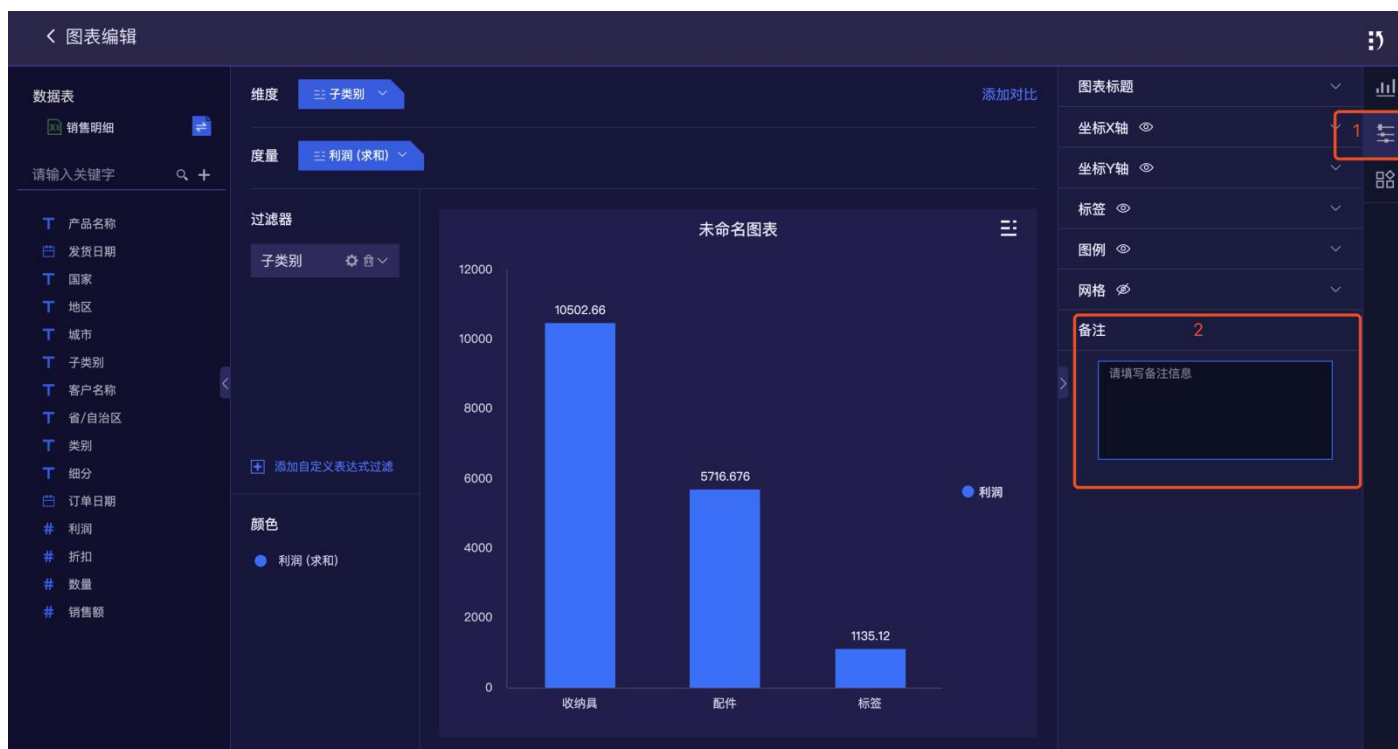 图表编辑
数据表
销售明细
请输入关键字
产品名称
发货日期
国家
地区
城市
子类别
客户名称
省/自治区
类别
细分
订单日期
利润
折扣
数量
销售额
维度
子类别
添加对比
度量
利润 (求和)
过滤器
子类别
添加自定义表达式过滤
颜色
利润 (求和)
未命名图表
12000
10000
8000
6000
4000
2000
0
10502.66
5716.676
1135.12
收纳具
配件
标签
利润
图表标题
坐标X轴
1
坐标Y轴
标签
图例
网格
备注
2
请填写备注信息